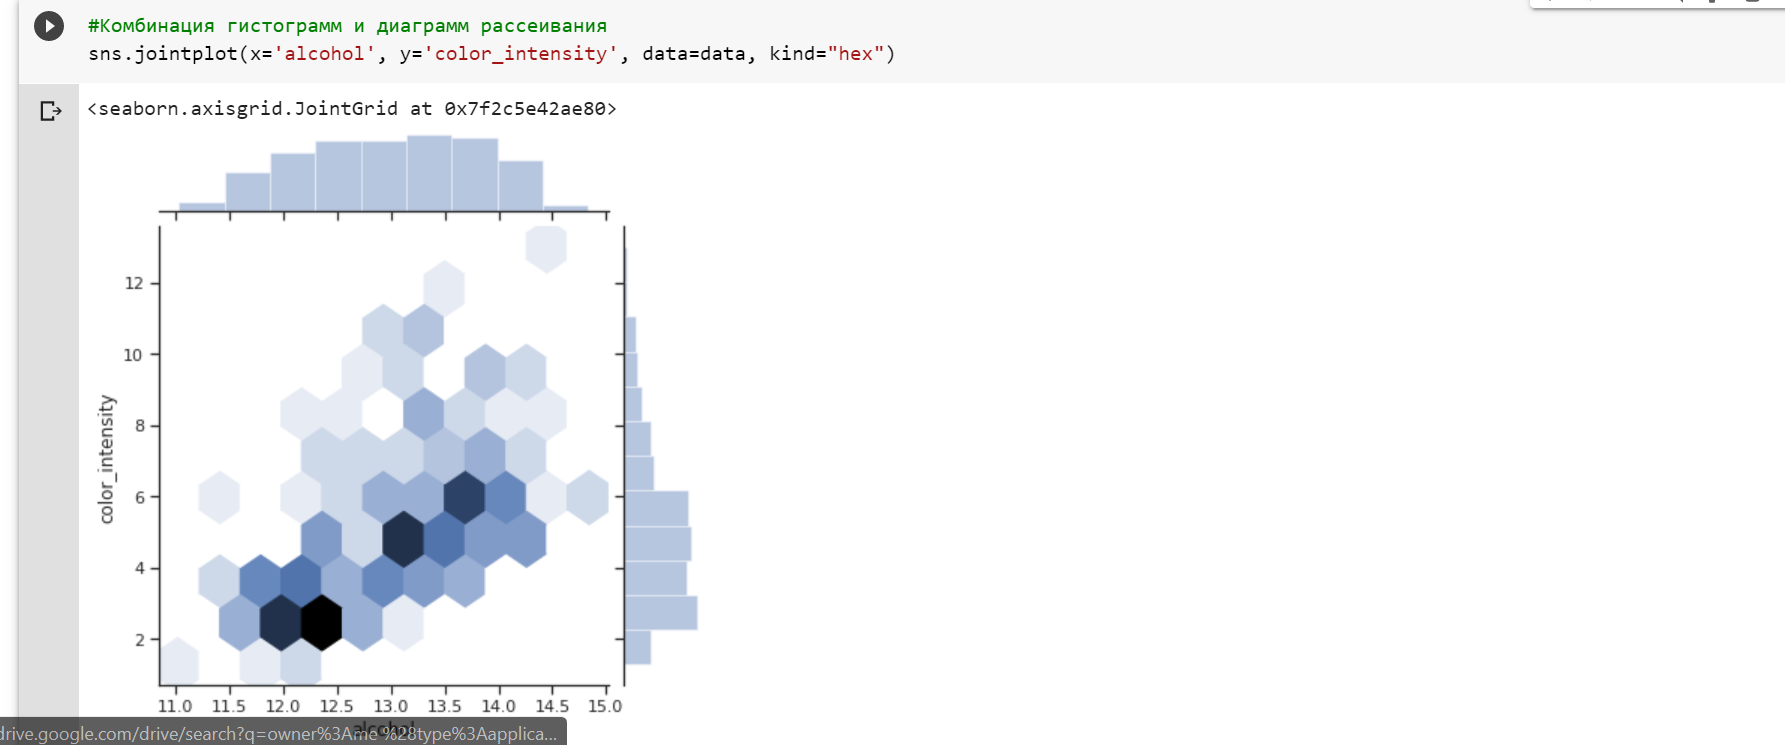 #Комбинация гистограмм и диаграмм рассеивания
sns.jointplot(x='alcohol', y='color_intensity', data=data, kind="hex")
<seaborn.axisgrid.JointGrid at 0x7f2c5e42ae80>
12
10
8
6
4
2
color_intensity
11.0 11.5 12.0 12.5 13.0 13.5 14.0 14.5 15.0
alcohol
drive.google.com/drive/search?q=owner%3Ame %28type%3Aapplica...